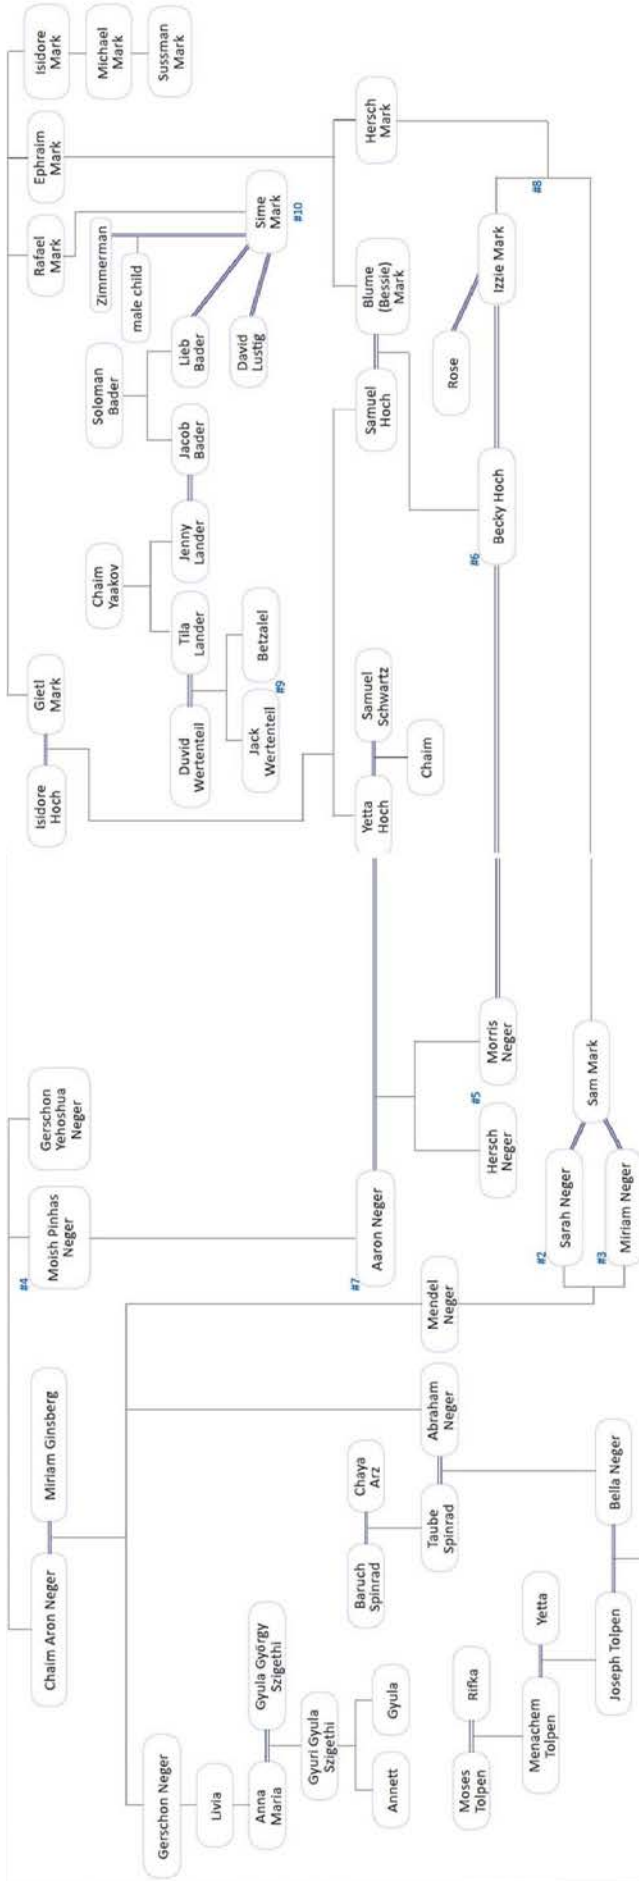 Chaim Aron Neger
Miriam Ginsberg
#4
Moish Pinhas
Neger
Gerschon
Yehoshua
Neger
Isidore
Hoch
Gietl
Mark
Rafael
Mark
Ephraim
Mark
Isidore
Mark
Michael
Mark
Sussman
Mark
Zimmerman
male child
Chaim
Yaakov
Soloman
Bader
Gerschon Neger
Livia
Anna
Maria
Gyula György
Szigethi
Gyuri Gyula
Szigethi
Annett
Gyula
Duvid
Wertenteil
Tila
Lander
Jenny
Lander
Jacob
Bader
Lieb
Bader
David
Lustig
Sime
Mark
#10
Jack
Wertenteil
Betzalel
#9
Baruch
Spinrad
Chaya
Arz
#7
Aaron Neger
Yetta
Hoch
Samuel
Schwartz
Samuel
Hoch
Blume
(Bessie)
Mark
Hersch
Mark
Chaim
Taube
Spinrad
Abraham
Neger
Mendel
Neger
Rose
Moses
Tolpen
Rifka
Hersch
Neger
#5
Morris
Neger
#6
Becky Hoch
Izzie Mark
#8
Menachem
Tolpen
Yetta
#2
Sarah Neger
Sam Mark
#3
Miriam Neger
Joseph Tolpen
Bella Neger